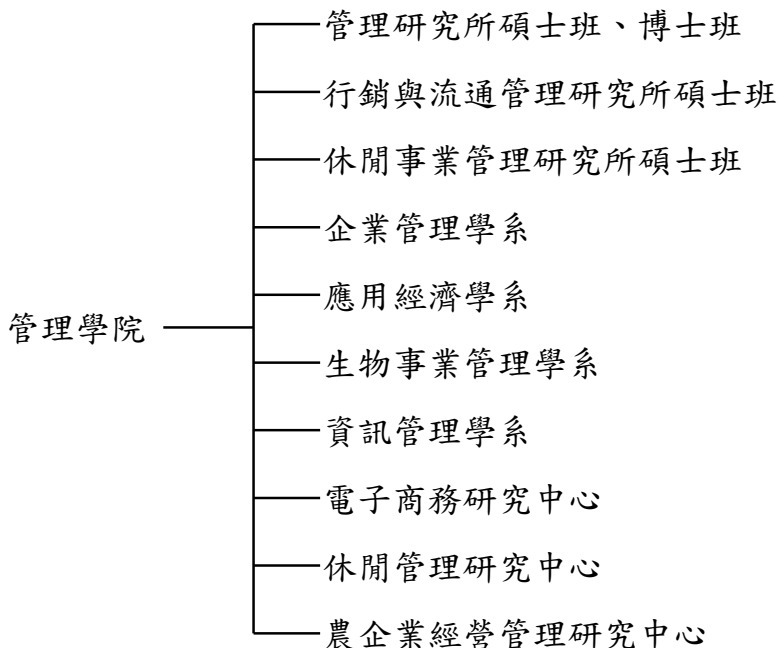 管理研究所碩士班、博士班
行銷與流通管理研究所碩士班
休閒事業管理研究所碩士班
企業管理學系
應用經濟學系
管理學院
生物事業管理學系
資訊管理學系
電子商務研究中心
休閒管理研究中心
農企業經營管理研究中心